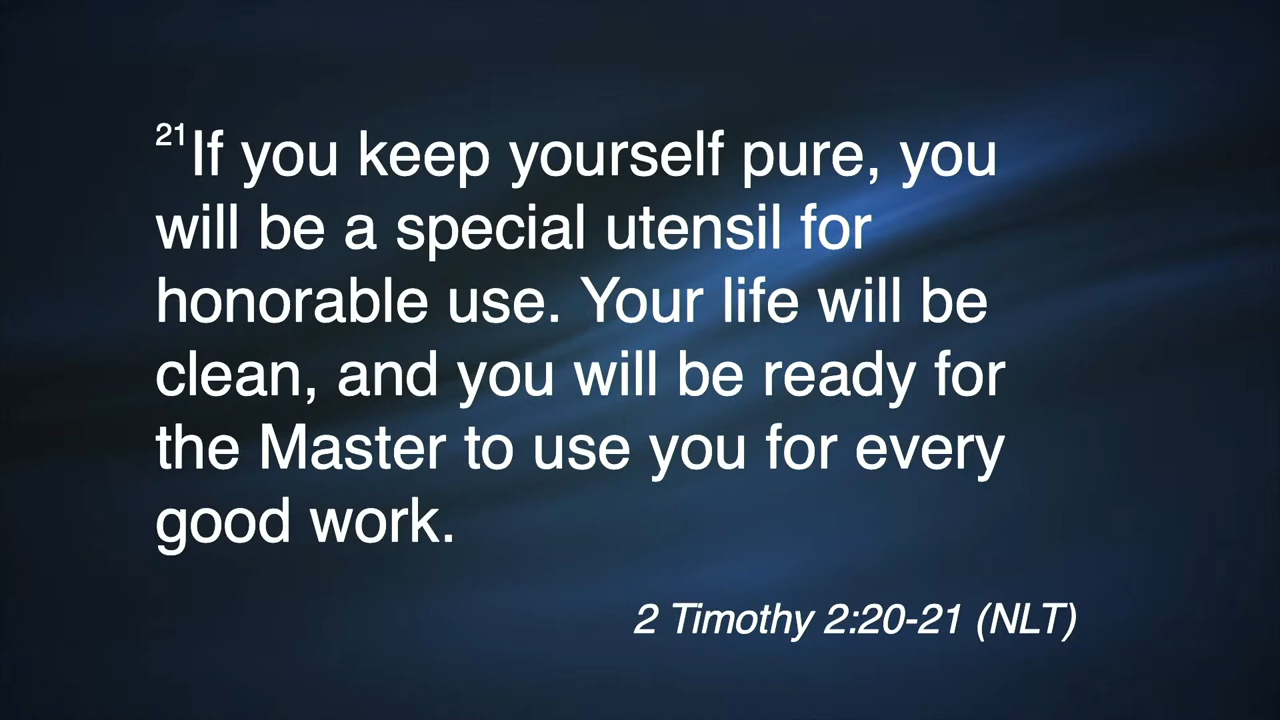 21If you keep yourself pure, you
will be a special utensil for
honorable use. Your life will be
clean, and you will be ready for
the Master to use you for every
good work.
2 Timothy 2:20-21 (NLT)